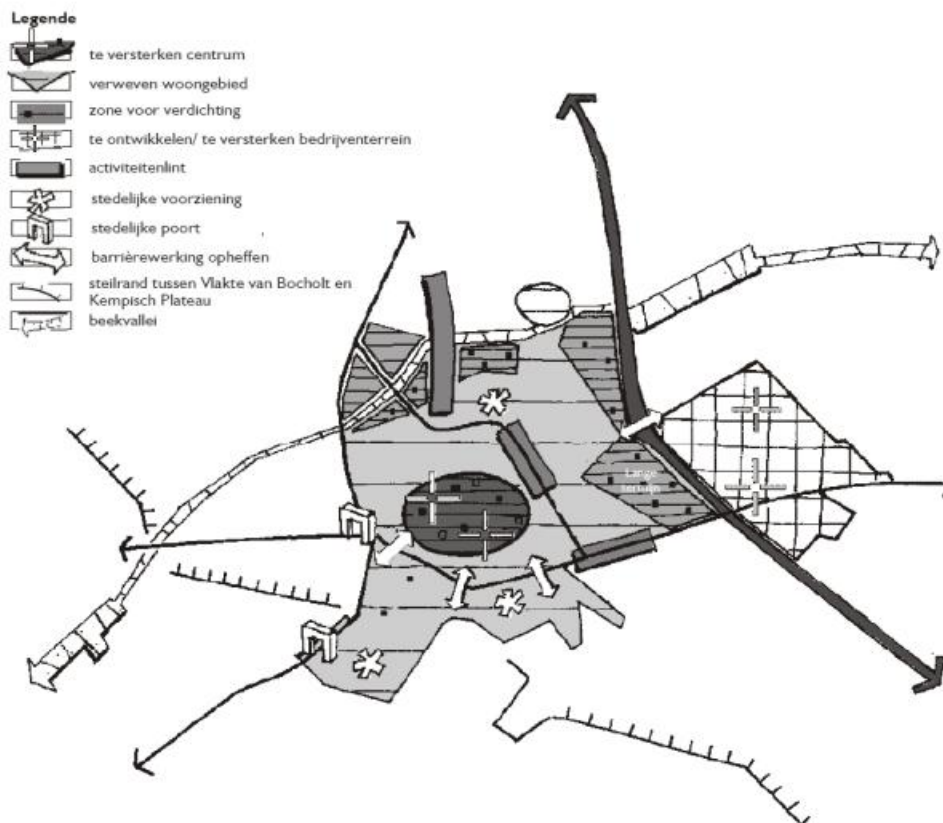 Legende
te versterken centrum
verweven woongebied
zone voor verdichting
te ontwikkelen/ te versterken bedrijventerrein
activiteitenlint
stedelijke voorziening
stedelijke poort
barrièrewerking opheffen
steilrand tussen Vlakte van Bocholt en
Kempisch Plateau
beekvallei
Lange